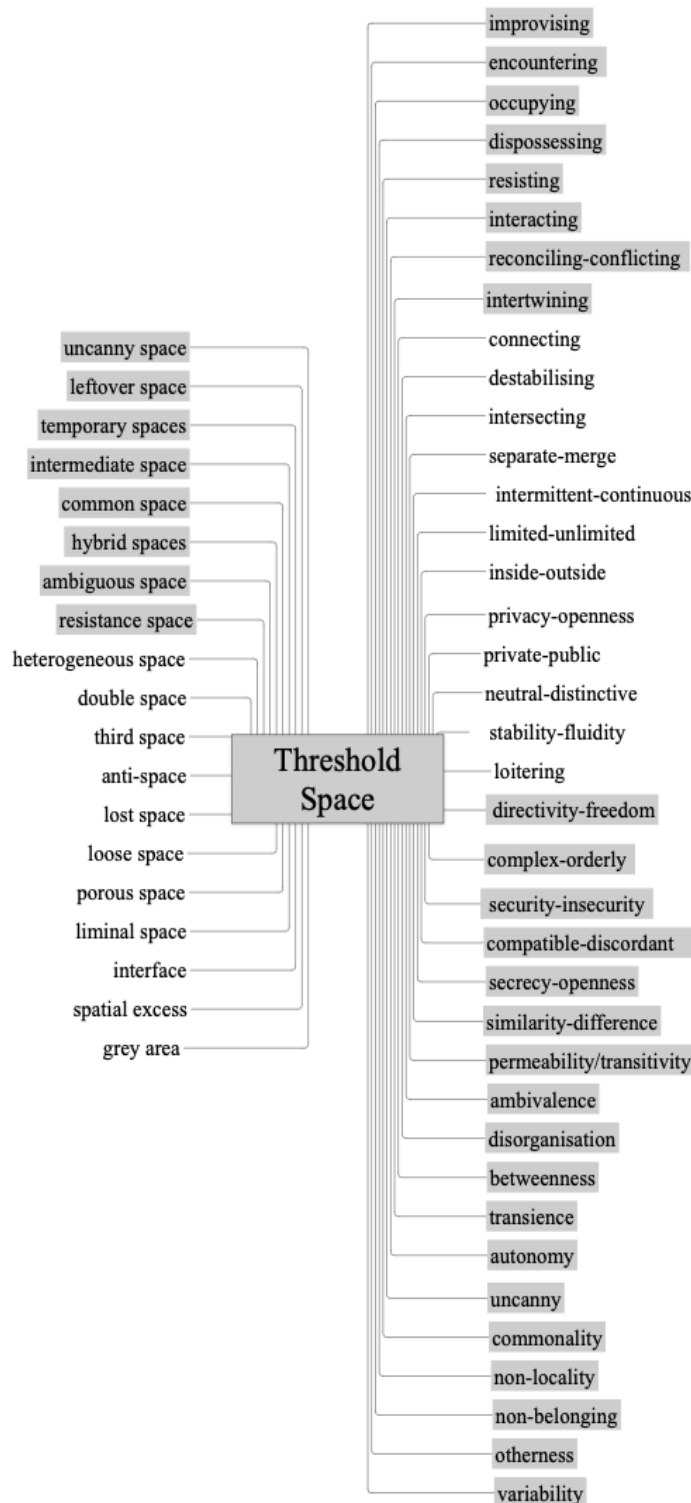 uncanny space
leftover space
temporary spaces
intermediate space
common space
hybrid spaces
ambiguous space
resistance space
heterogeneous space
double space
third space
anti-space
lost space
loose space
porous space
liminal space
interface
spatial excess
grey area
Threshold
Space
improvising
encountering
occupying
dispossessing
resisting
interacting
reconciling-conflicting
intertwining
connecting
destabilising
intersecting
separate-merge
intermittent-continuous
limited-unlimited
inside-outside
privacy-openness
private-public
neutral-distinctive
stability-fluidity
loitering
directivity-freedom
complex-orderly
security-insecurity
compatible-discordant
secrecy-openness
similarity-difference
permeability/transitivity
ambivalence
disorganisation
betweenness
transience
autonomy
uncanny
commonality
non-locality
non-belonging
otherness
variability